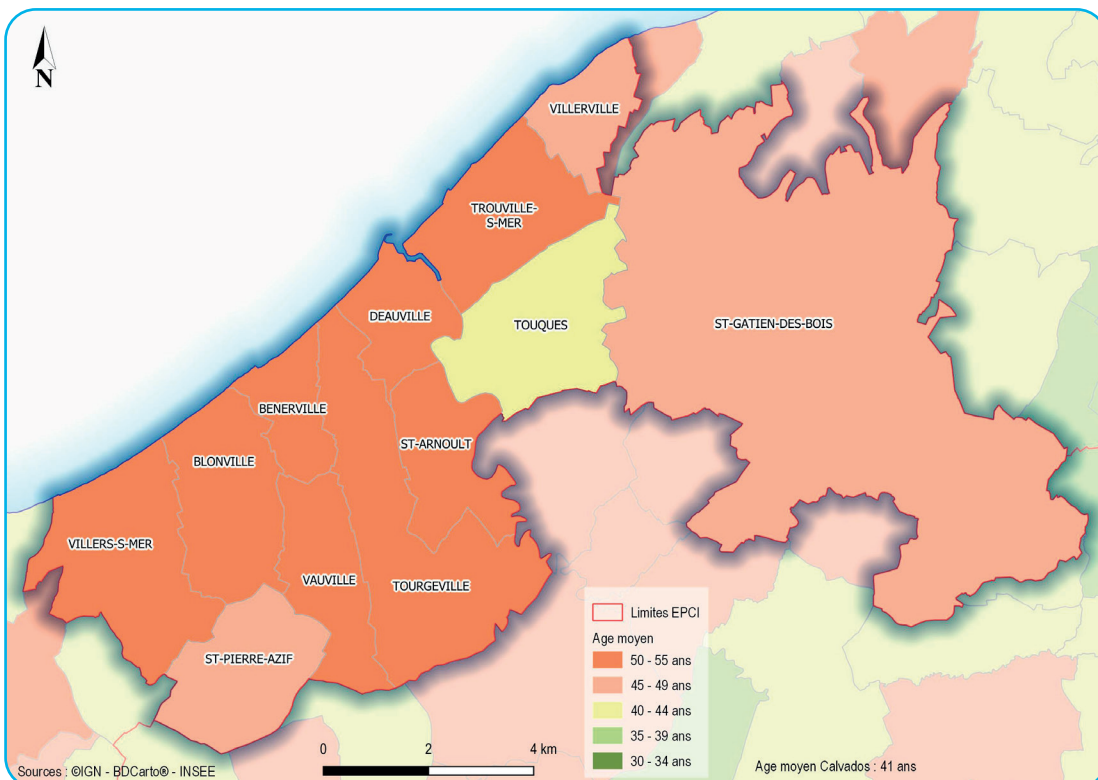 N
VILLERVILLE
TROUVILLE-
S-MER
DEAUVILLE
TOUQUES
ST-GATIEN-DES-BOIS
BENERVILLE
ST-ARNOULT
BLONVILLE
VILLERS-S-MER
VAUVILLE
TOURGEVILLE
ST-PIERRE-AZIF
Limites EPCI
Age moyen
50 - 55 ans
45 - 49 ans
40 - 44 ans
35 - 39 ans
30 - 34 ans
0 2 4 km
Sources : ©IGN - BDCarto® - INSEE
Age moyen Calvados : 41 ans